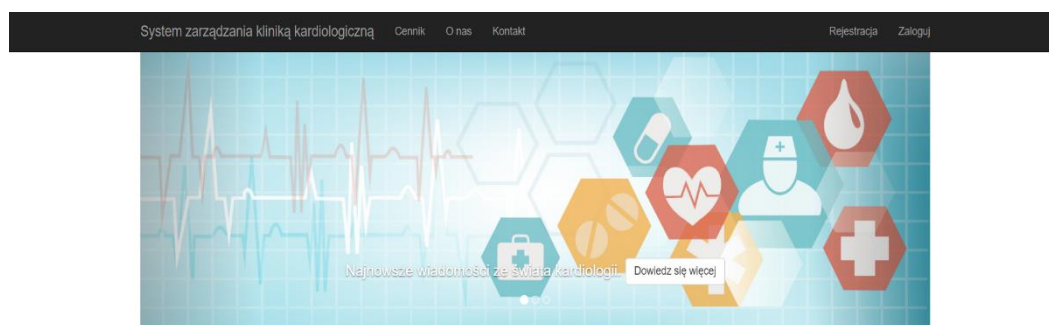 System zarządzania kliniką kardiologiczną Cennik O nas Kontakt Rejestracja Zaloguj
Najnowsze wiadomości ze świata kardiologii. Dowiedz się więcej